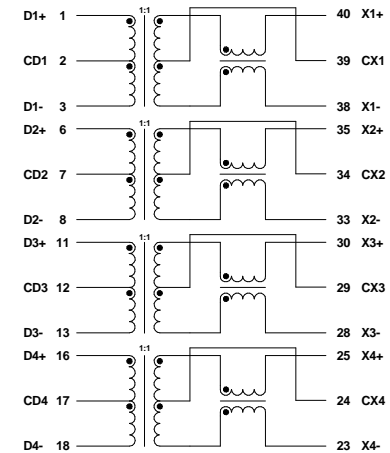 D1+ 1 1:1 40 X1+
CD1 2 39 CX1
D1- 3 38 X1-
D2+ 6 1:1 35 X2+
CD2 7 34 CX2
D2- 8 33 X2-
D3+ 11 1:1 30 X3+
CD3 12 29 CX3
D3- 13 28 X3-
D4+ 16 1:1 25 X4+
CD4 17 24 CX4
D4- 18 23 X4-